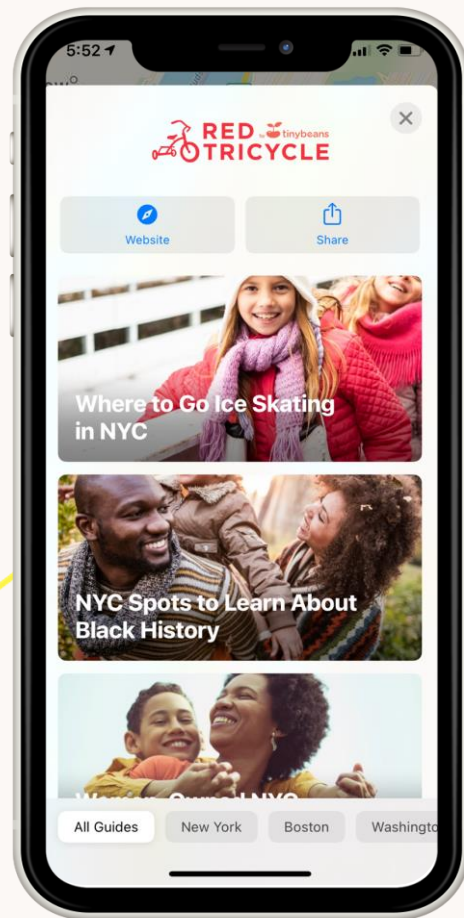 5:52
RED by tinybeans
TRICYCLE
Website
Share
Where to Go Ice Skating
in NYC
NYC Spots to Learn About
Black History
All Guides
New York
Boston